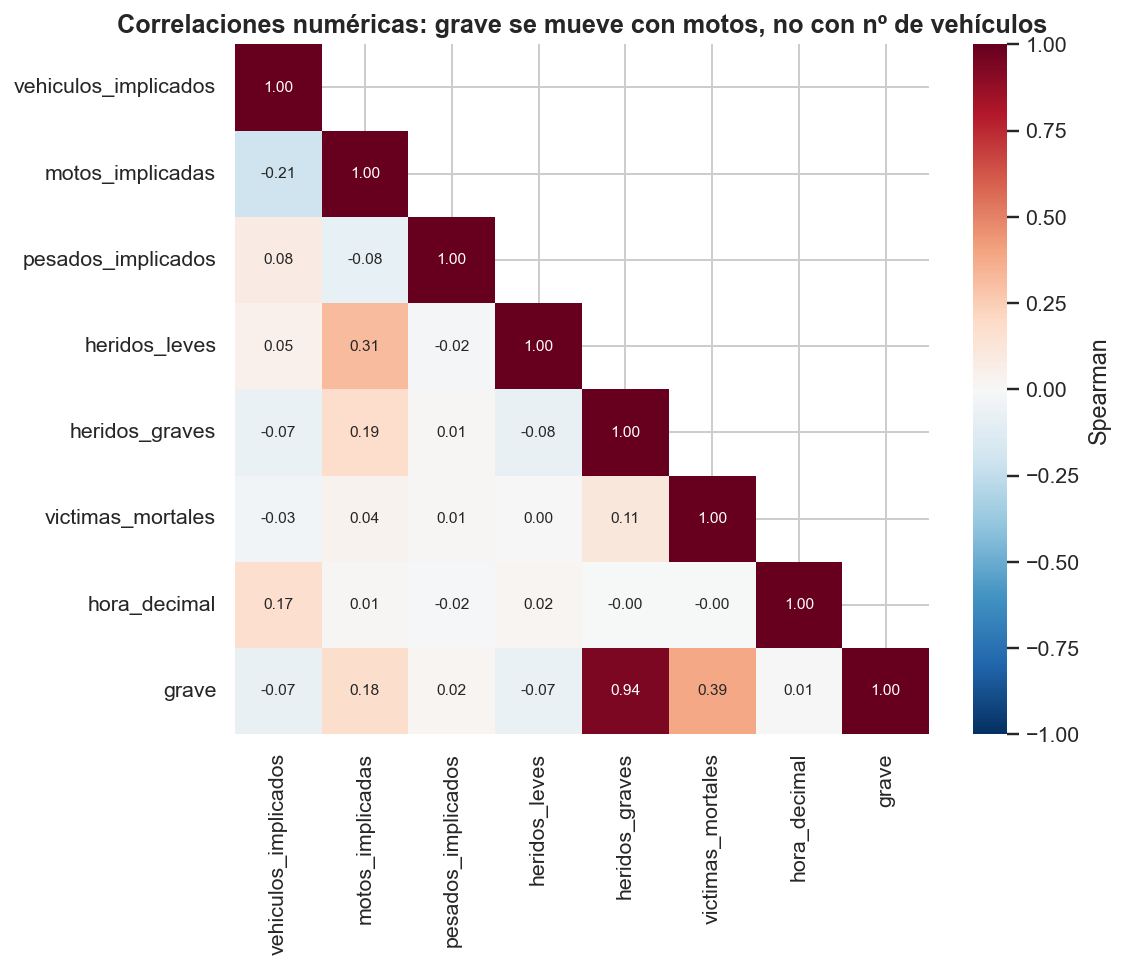 Correlaciones numéricas: grave se mueve con motos, no con nº de vehículos
vehiculos_implicados
1.00
motos_implicadas
-0.21 1.00
pesados_implicados
0.08 -0.08 1.00
heridos_leves
0.05 0.31 -0.02 1.00
heridos_graves
-0.07 0.19 0.01 -0.08 1.00
victimas_mortales
-0.03 0.04 0.01 0.00 0.11 1.00
hora_decimal
0.17 0.01 -0.02 0.02 -0.00 -0.00 1.00
grave
-0.07 0.18 0.02 -0.07 0.94 0.39 0.01 1.00
vehiculos_implicados
motos_implicadas
pesados_implicados
heridos_leves
heridos_graves
victimas_mortales
hora_decimal
grave
1.00
0.75
0.50
0.25
0.00
−0.25
−0.50
−0.75
−1.00
Spearman